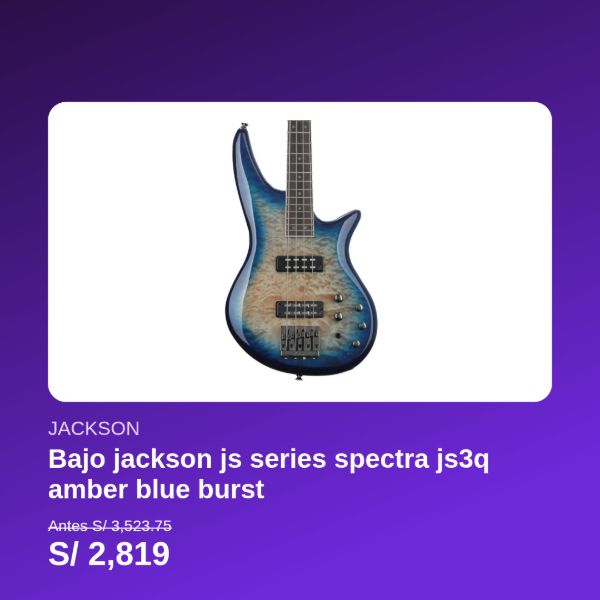 JACKSON
Bajo jackson js series spectra js3q
amber blue burst
Antes S/ 3,523.75
S/ 2,819